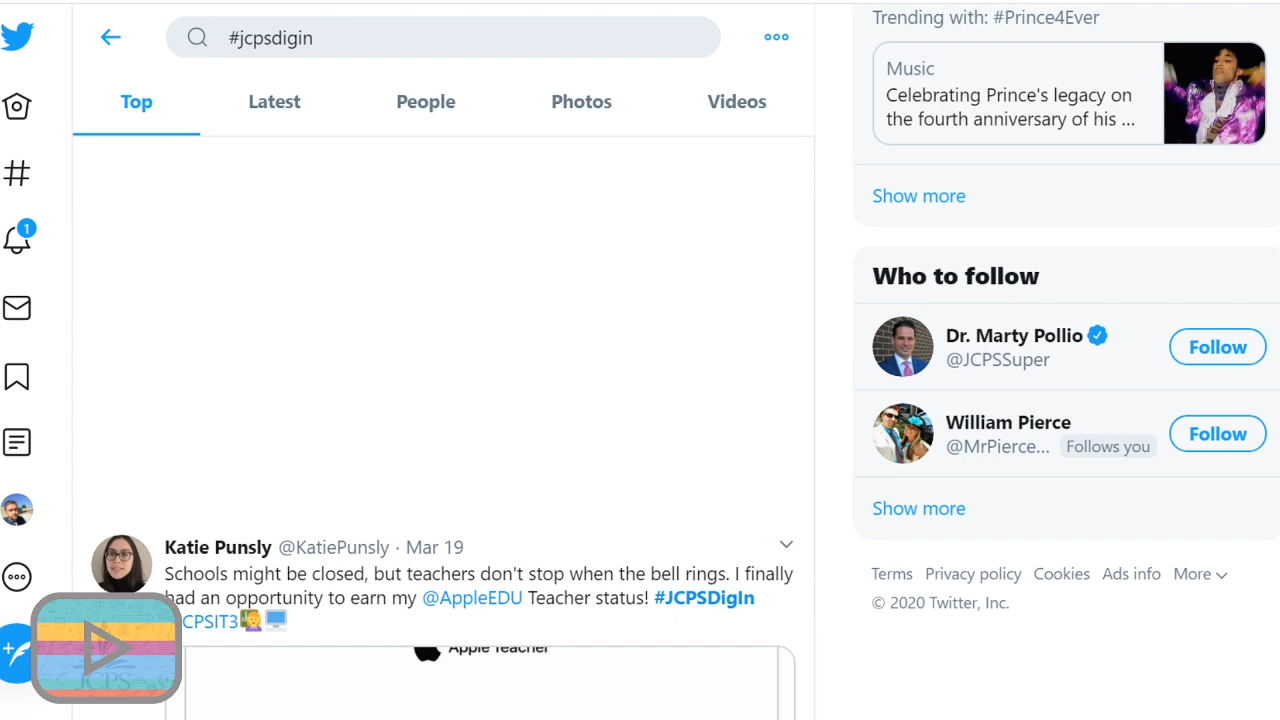 #jcpsdigin
Top
Latest
People
Photos
Videos
1
Katie Punsly @KatiePunsly · Mar 19
Schools might be closed, but teachers don't stop when the bell rings. I finally
had an opportunity to earn my @AppleEDU Teacher status! #JCPSDigIn
CPSIT3
Apple Teacher
JCPS
Trending with: #Prince4Ever
Music
Celebrating Prince's legacy on
the fourth anniversary of his ...
Show more
Who to follow
Dr. Marty Pollio
@JCPSSuper
Follow
William Pierce
@MrPierce... Follows you
Follow
Show more
Terms Privacy policy Cookies Ads info More
© 2020 Twitter, Inc.